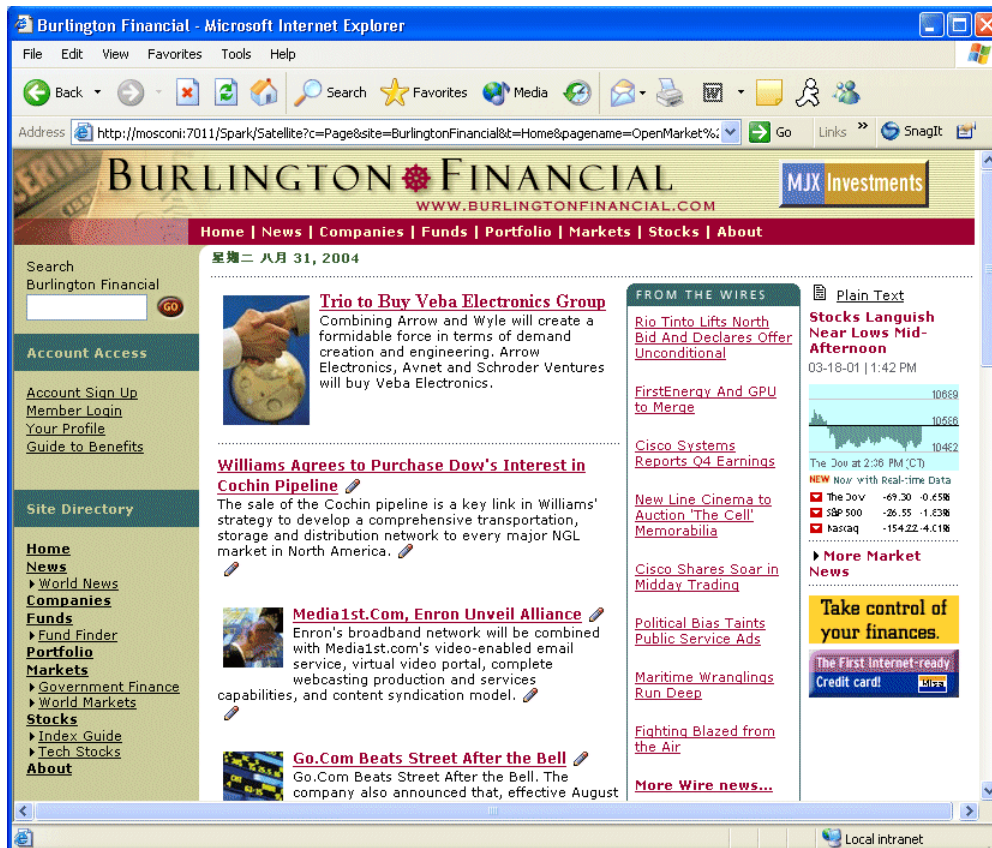 Burlington Financial - Microsoft Internet Explorer
File Edit View Favorites Tools Help
Back Search Favorites Media
Address http://mosconi:7011/Spark/Satellite?c=Page&site=BurlingtonFinancial&t=Home&pagename=OpenMarket% Go Links » SnagIt
BURLINGTON FINANCIAL
WWW.BURLINGTONFINANCIAL.COM
MJX Investments
Home | News | Companies | Funds | Portfolio | Markets | Stocks | About
Search
Burlington Financial
GO
Account Access
Account Sign Up
Member Login
Your Profile
Guide to Benefits
Site Directory
Home
News
World News
Companies
Funds
Fund Finder
Portfolio
Markets
Government Finance
World Markets
Stocks
Index Guide
Tech Stocks
About
星期二 八月 31, 2004
Trio to Buy Veba Electronics Group
Combining Arrow and Wyle will create a
formidable force in terms of demand
creation and engineering. Arrow
Electronics, Avnet and Schroder Ventures
will buy Veba Electronics.
Williams Agrees to Purchase Dow's Interest in
Cochin Pipeline
The sale of the Cochin pipeline is a key link in Williams'
strategy to develop a comprehensive transportation,
storage and distribution network to every major NGL
market in North America.
Media1st.Com, Enron Unveil Alliance
Enron's broadband network will be combined
with Media1st.com's video-enabled email
service, virtual video portal, complete
webcasting production and services
capabilities, and content syndication model.
Go.Com Beats Street After the Bell
Go.Com Beats Street After the Bell. The
company also announced that, effective August
FROM THE WIRES
Rio Tinto Lifts North
Bid And Declares Offer
Unconditional
FirstEnergy And GPU
to Merge
Cisco Systems
Reports Q4 Earnings
New Line Cinema to
Auction 'The Cell'
Memorabilia
Cisco Shares Soar in
Midday Trading
Political Bias Taints
Public Service Ads
Maritime Wranglings
Run Deep
Fighting Blazed from
the Air
More Wire news...
Plain Text
Stocks Languish
Near Lows Mid-
Afternoon
03-18-01 | 1:42 PM
10689
10586
10482
The Dow at 2:06 PM (CT)
NEW Now with Real-time Data
The Dow -69.30 -0.65%
S&P 500 -26.55 -1.83%
Nascaq -154.22 -4.01%
More Market
News
Take control of
your finances.
The First Internet-ready
Credit card!
Local intranet